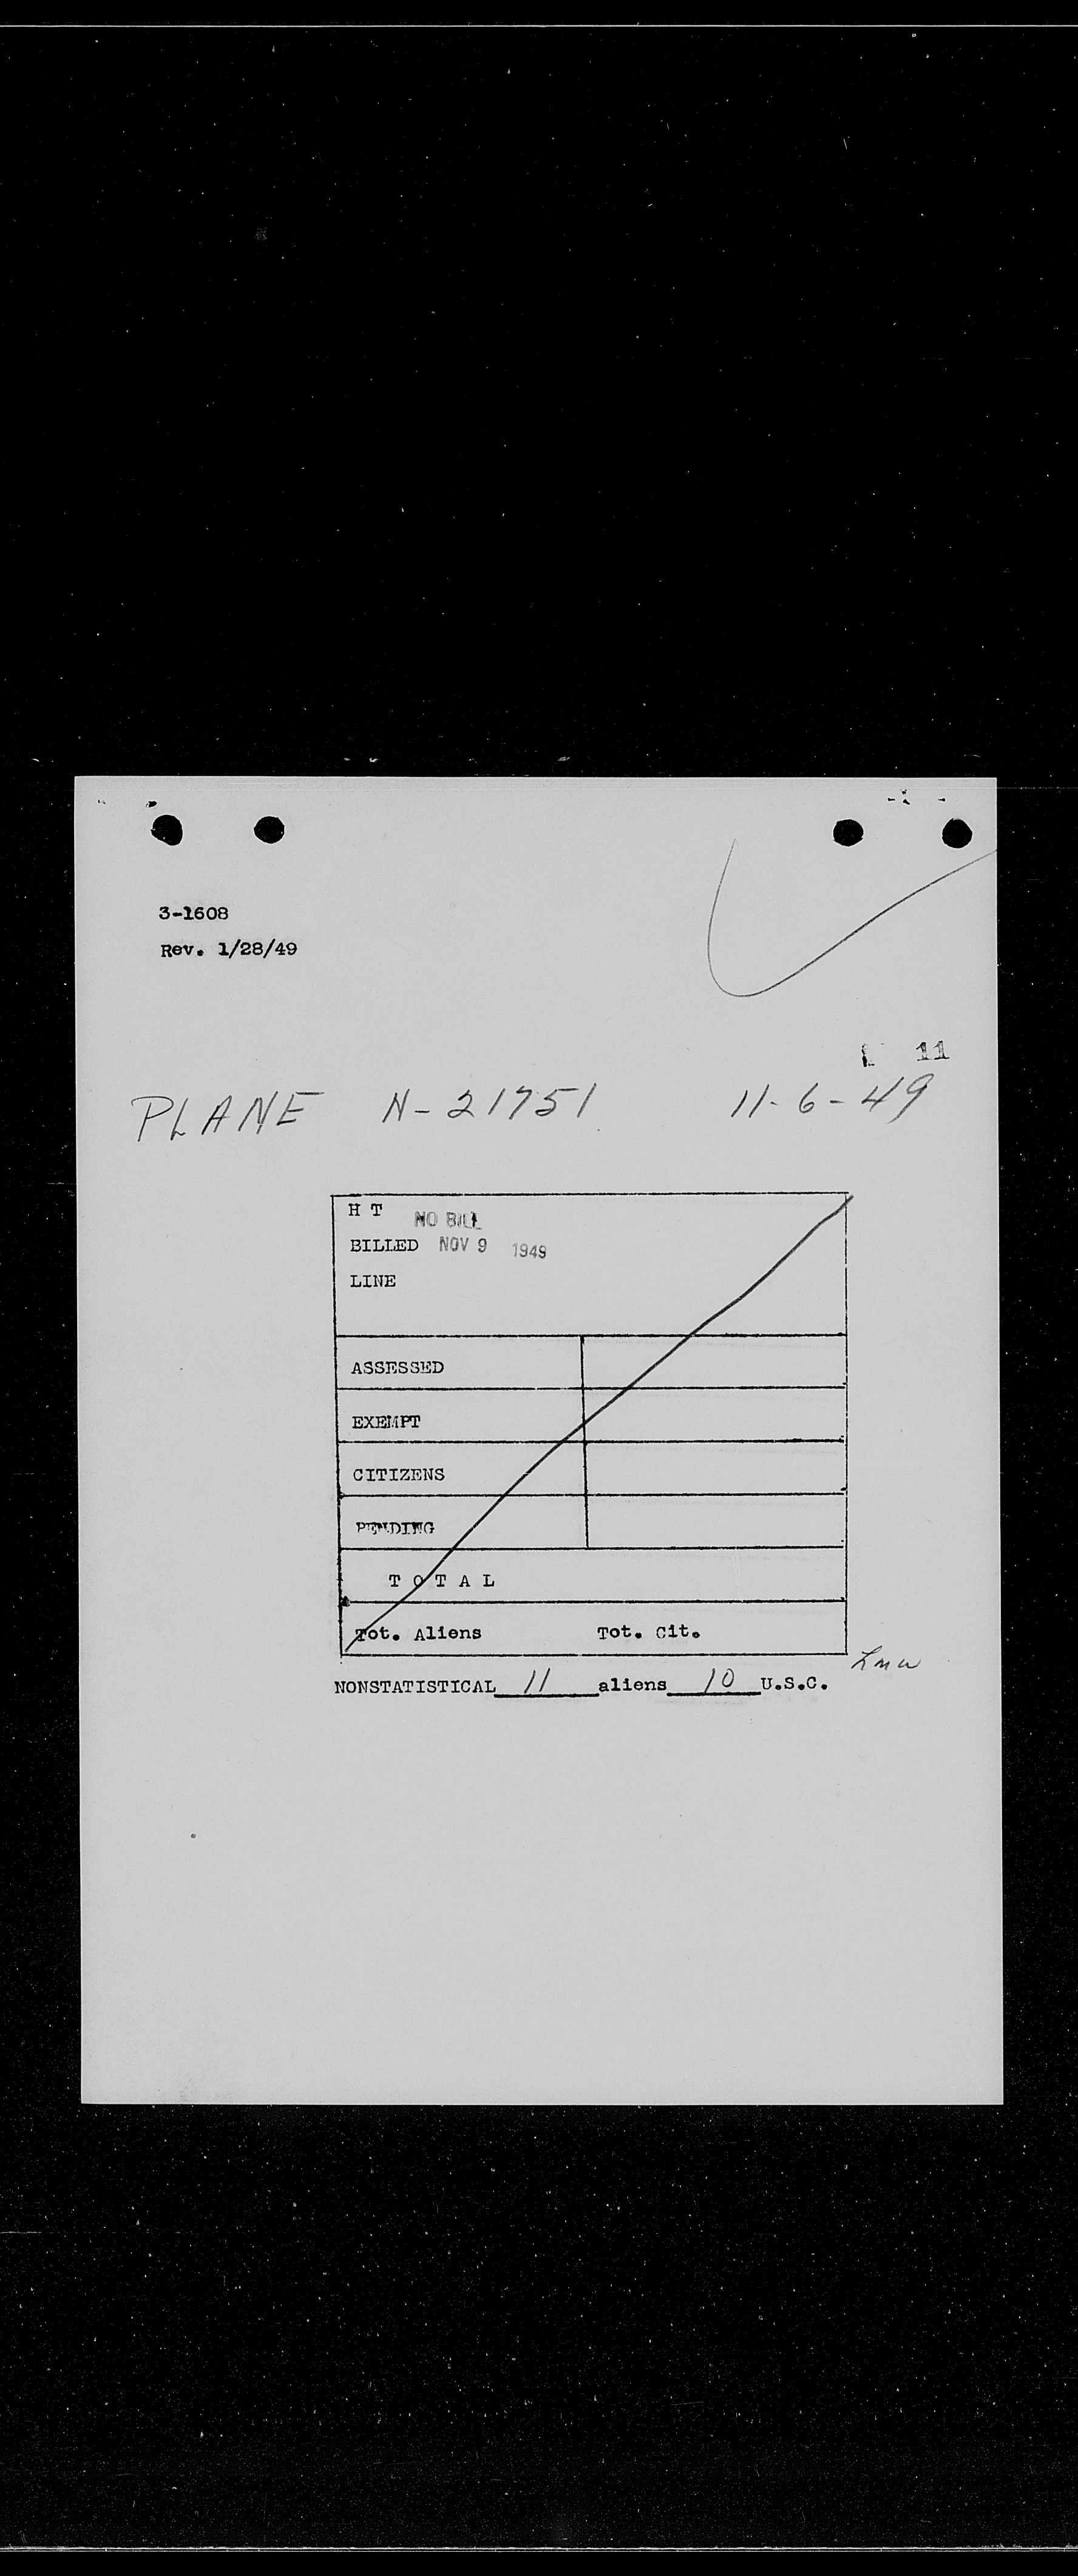 3-1608
Rev. 1/28/49
11
PLANE N-21751 11-6-49
H T NO BILL
BILLED NOV 9 1949
LINE
ASSESSED
EXEMPT
CITIZENS
PENDING
T O T A L
Tot. Aliens Tot. Cit.
NONSTATISTICAL 11 aliens 10 U.S.C.